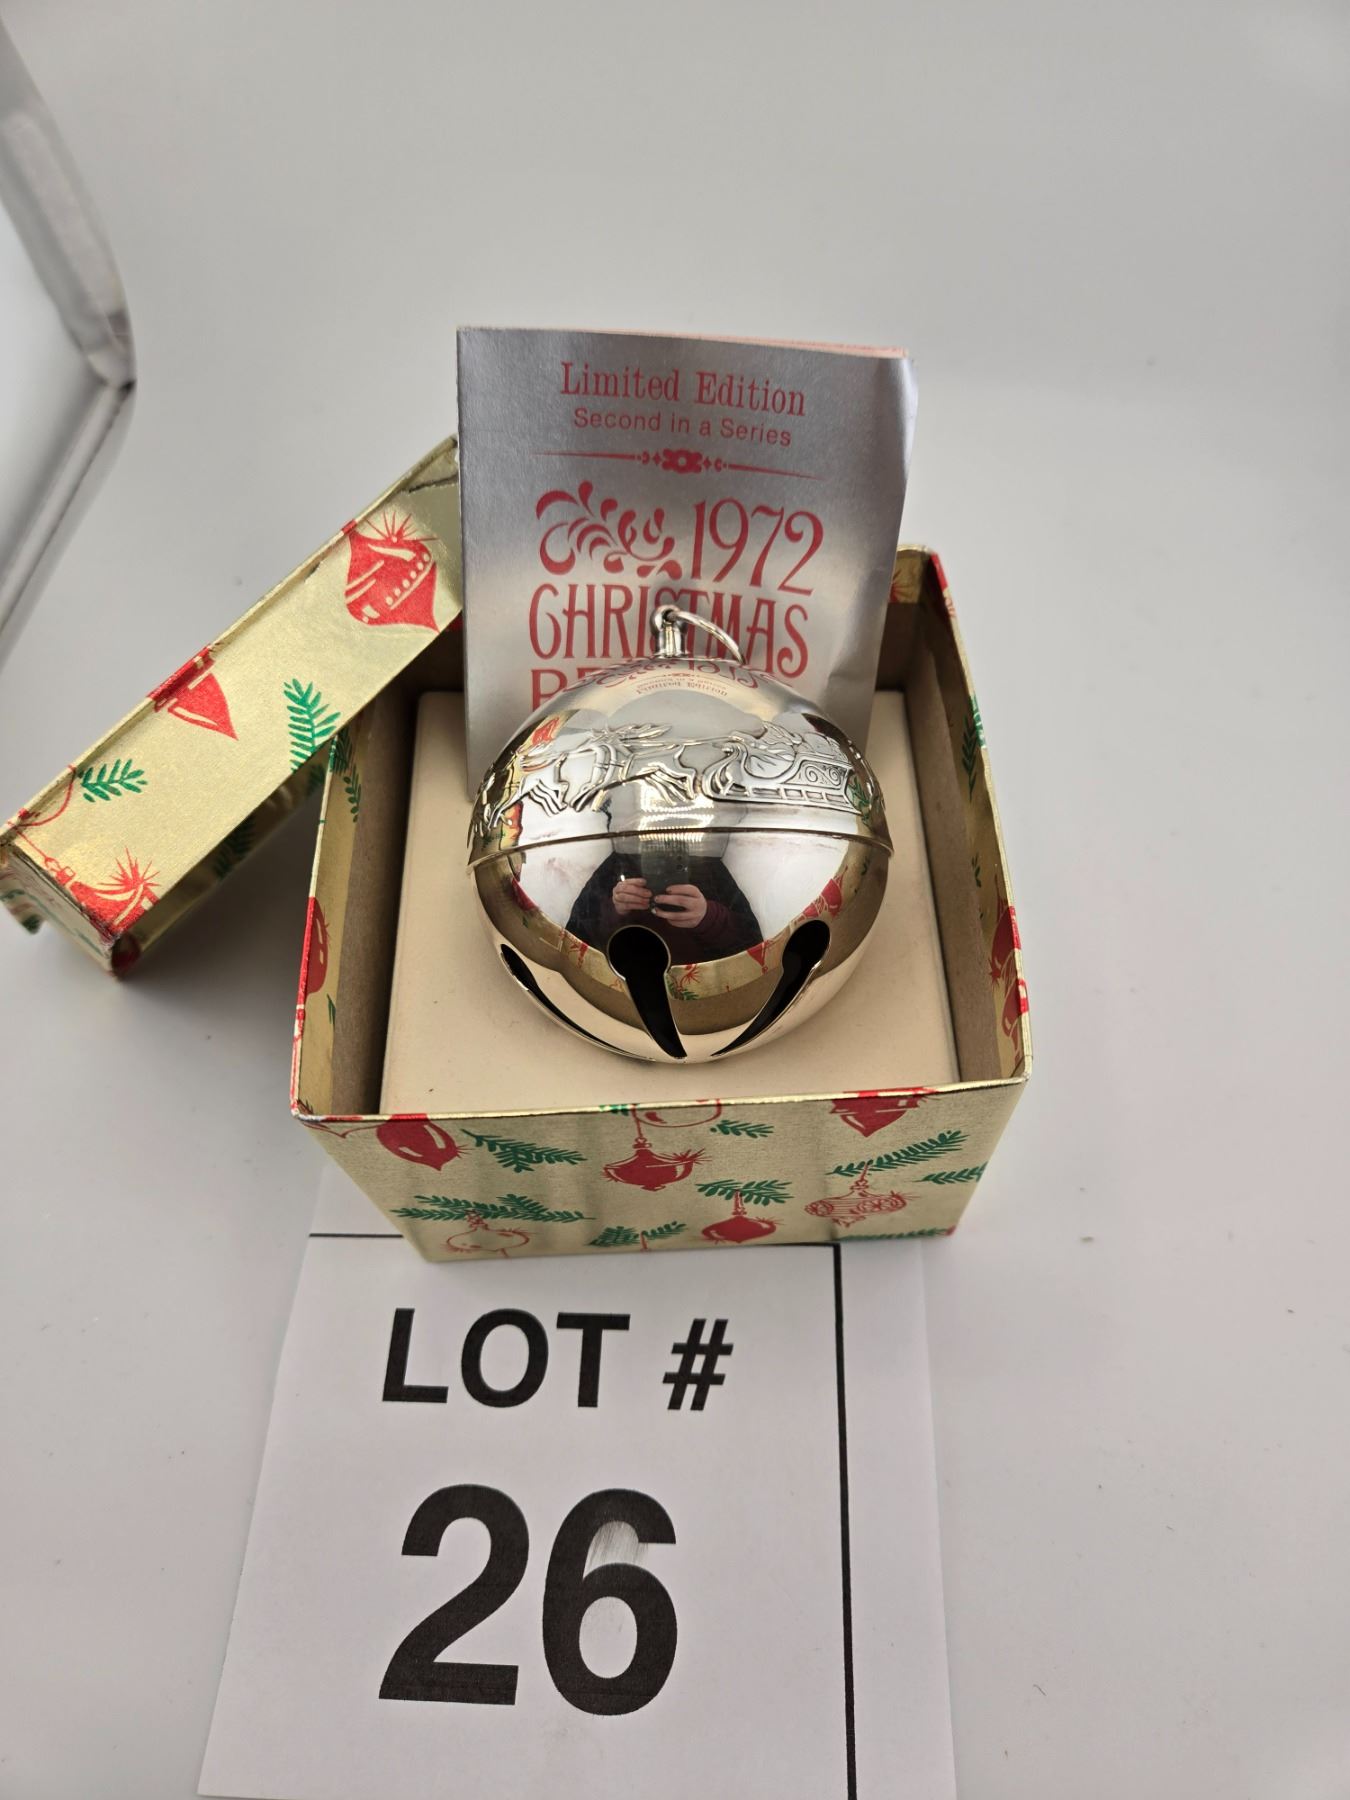 Limited Edition
Second in a Series
1972
CHRISTMAS
LOT #
26